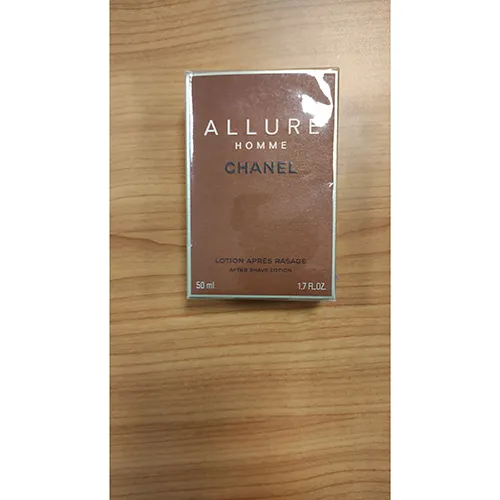 ALLURE
HOMME
CHANEL
LOTION APRÈS RASAGE
AFTER SHAVE LOTION
50 ml 1.7 FL.OZ.